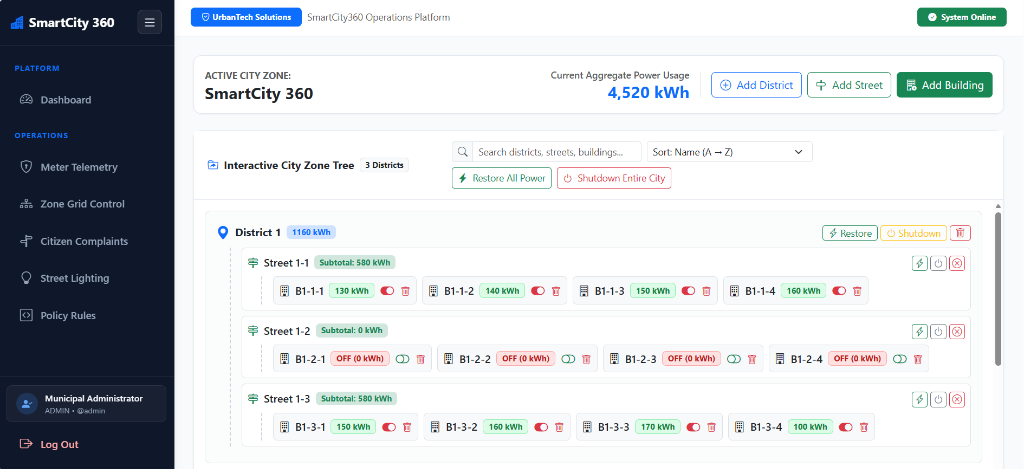 SmartCity 360
UrbanTech Solutions
SmartCity360 Operations Platform
System Online
PLATFORM
Dashboard
OPERATIONS
Meter Telemetry
Zone Grid Control
Citizen Complaints
Street Lighting
Policy Rules
Municipal Administrator
ADMIN • @admin
Log Out
ACTIVE CITY ZONE:
SmartCity 360
Current Aggregate Power Usage
4,520 kWh
Add District
Add Street
Add Building
Interactive City Zone Tree
3 Districts
Search districts, streets, buildings...
Sort: Name (A → Z)
Restore All Power
Shutdown Entire City
District 1 1160 kWh
Restore Shutdown
Street 1-1 Subtotal: 580 kWh
B1-1-1 130 kWh B1-1-2 140 kWh B1-1-3 150 kWh B1-1-4 160 kWh
Street 1-2 Subtotal: 0 kWh
B1-2-1 OFF (0 kWh) B1-2-2 OFF (0 kWh) B1-2-3 OFF (0 kWh) B1-2-4 OFF (0 kWh)
Street 1-3 Subtotal: 580 kWh
B1-3-1 150 kWh B1-3-2 160 kWh B1-3-3 170 kWh B1-3-4 100 kWh